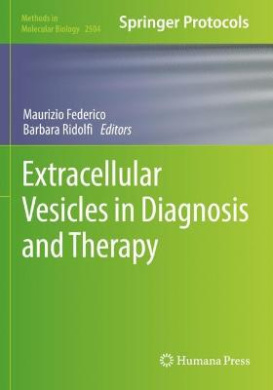 Methods in
Molecular Biology 2504
Springer Protocols
Maurizio Federico
Barbara Ridolfi Editors
Extracellular
Vesicles in Diagnosis
and Therapy
Humana Press